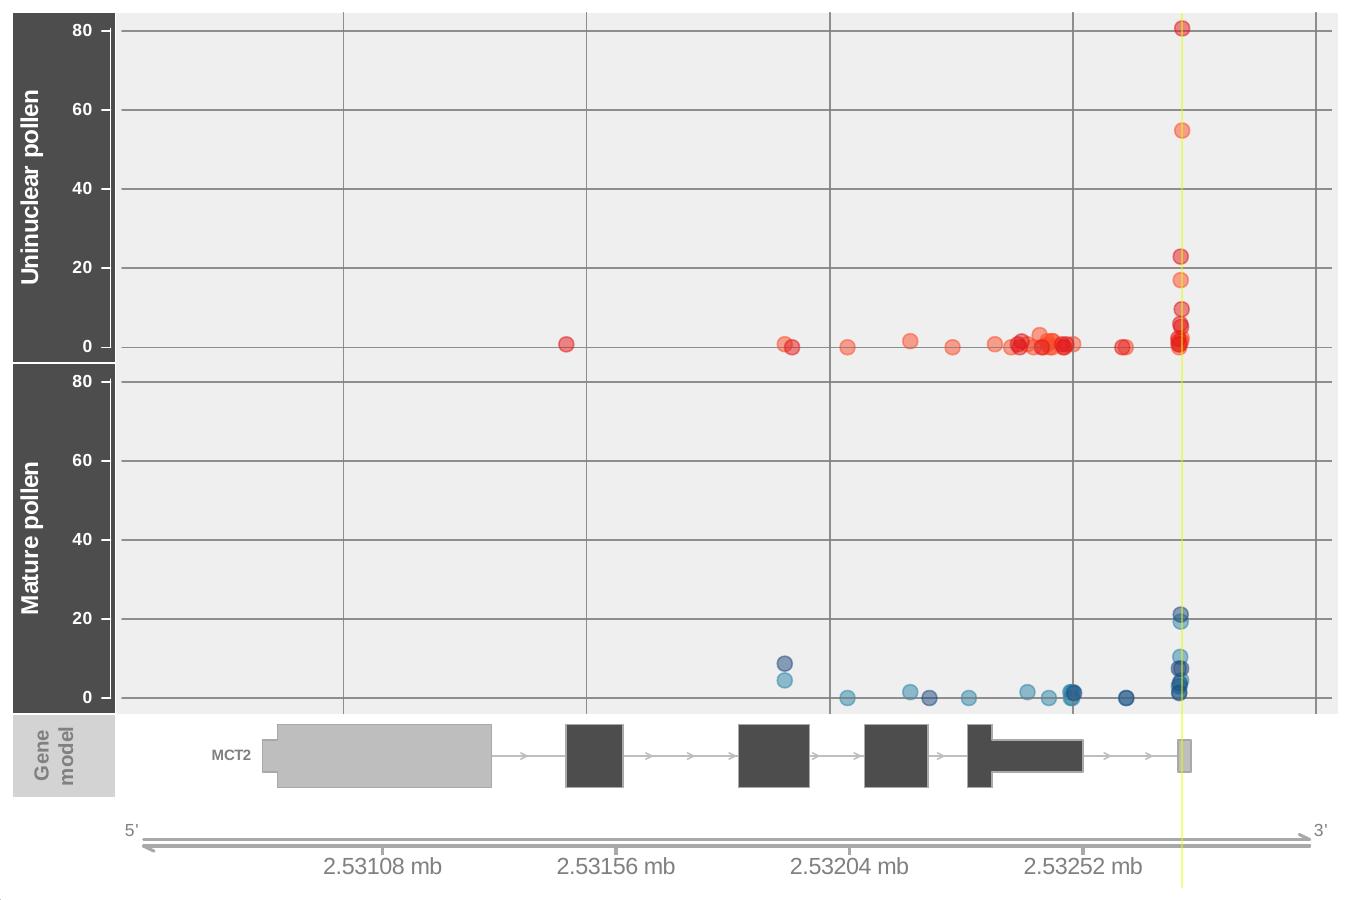 Uninuclear pollen
80
60
40
20
0
Mature pollen
80
60
40
20
0
Gene
model
MCT2
5'
3'
2.53108 mb
2.53156 mb
2.53204 mb
2.53252 mb